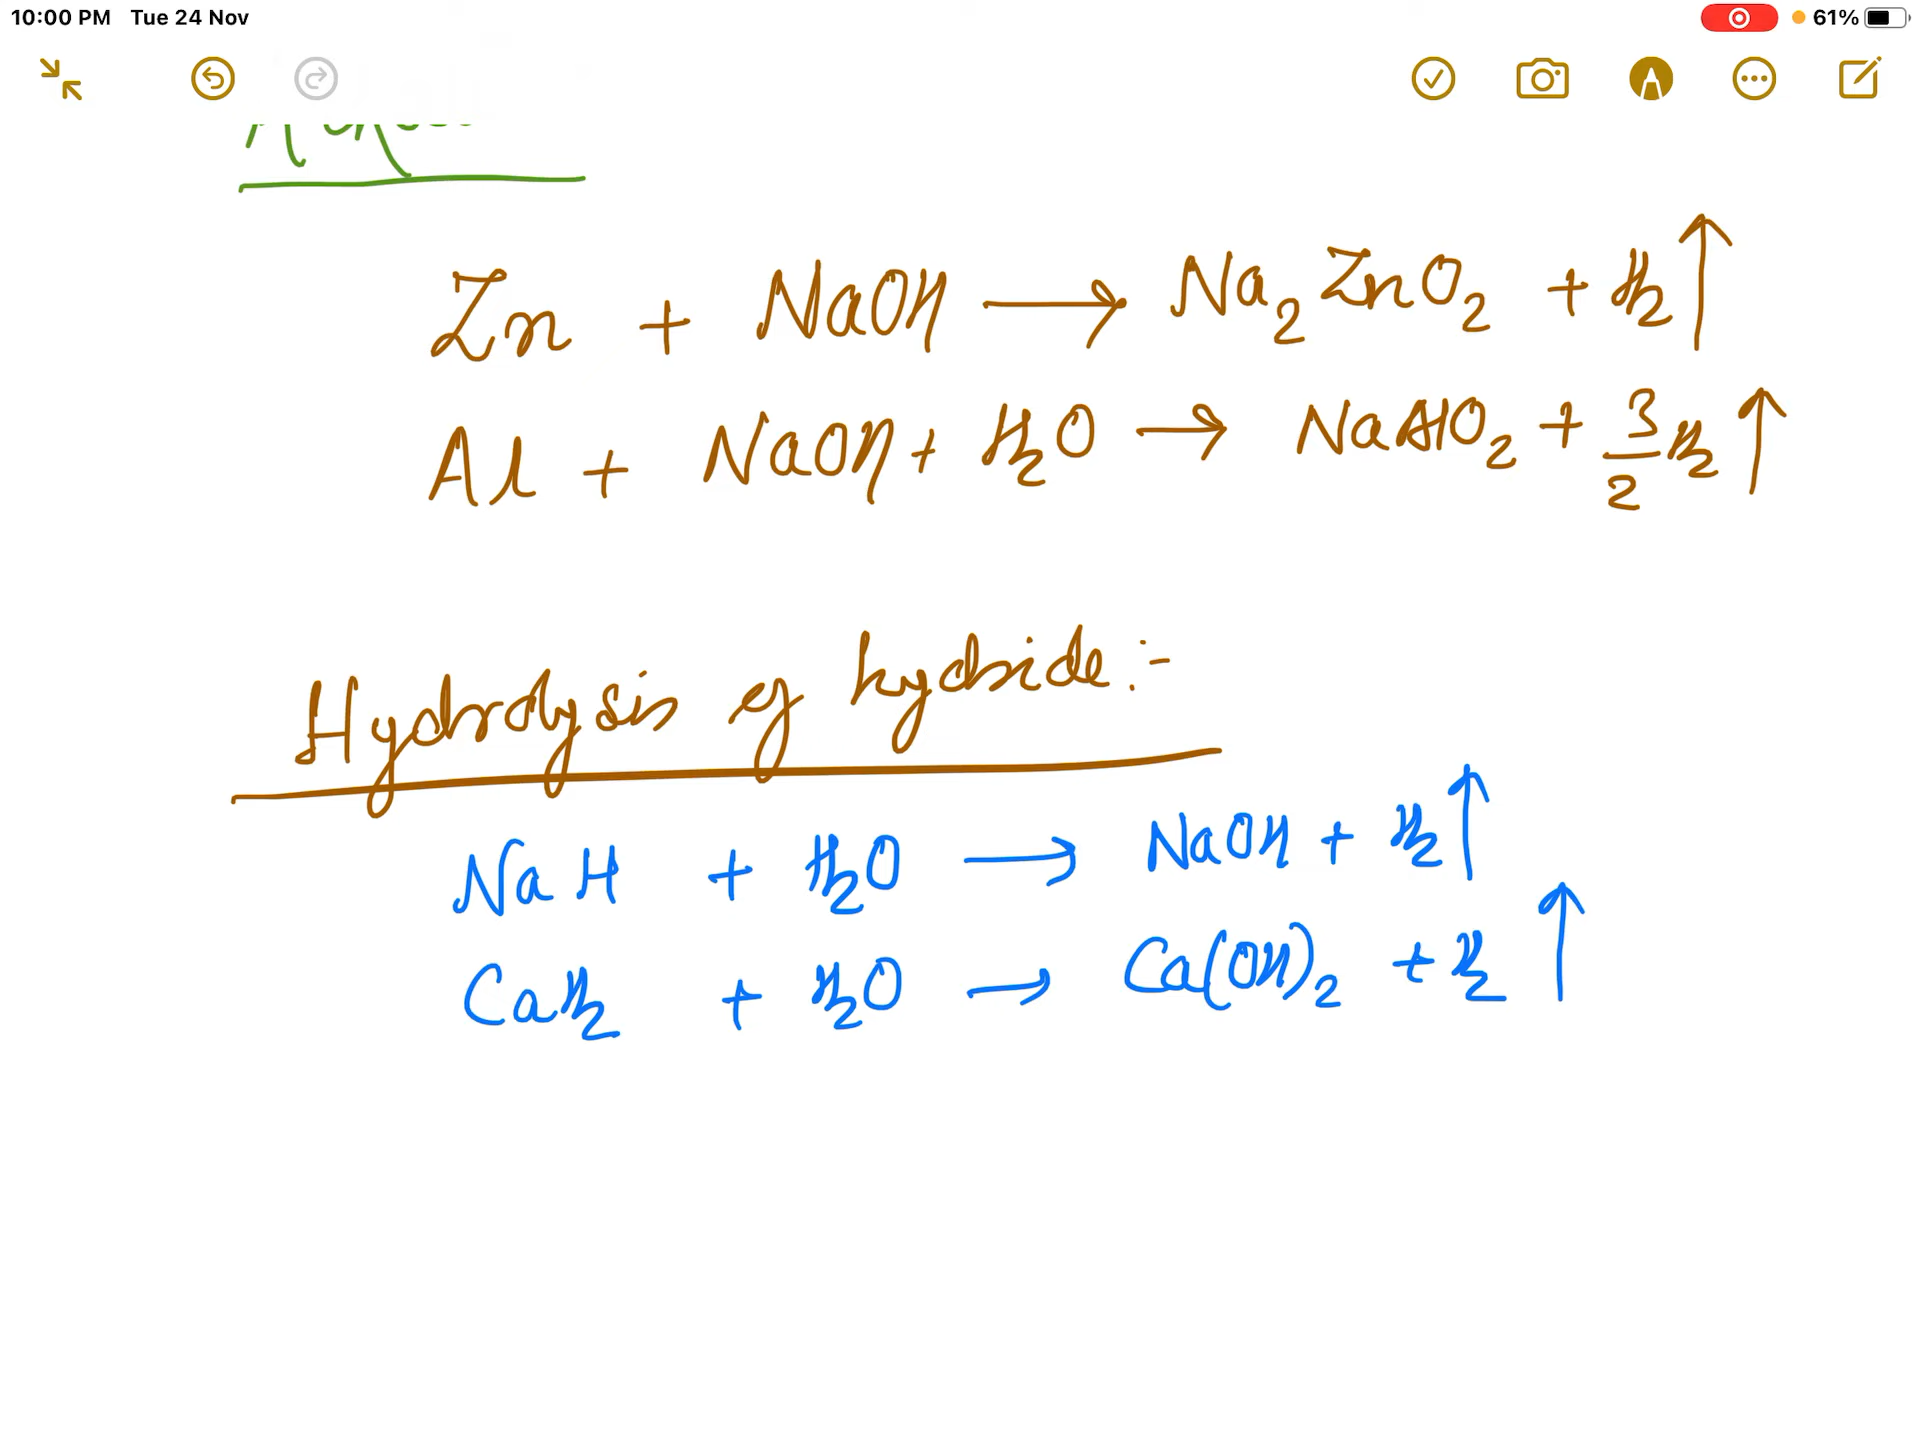 10:00 PM Tue 24 Nov 61%
Zn + NaOH → Na₂ZnO₂ + H₂↑
Al + NaOH + H₂O → NaAlO₂ + 3/2 H₂↑
Hydrolysis of hydride :-
NaH + H₂O → NaOH + H₂↑
CaH₂ + H₂O → Ca(OH)₂ + H₂↑